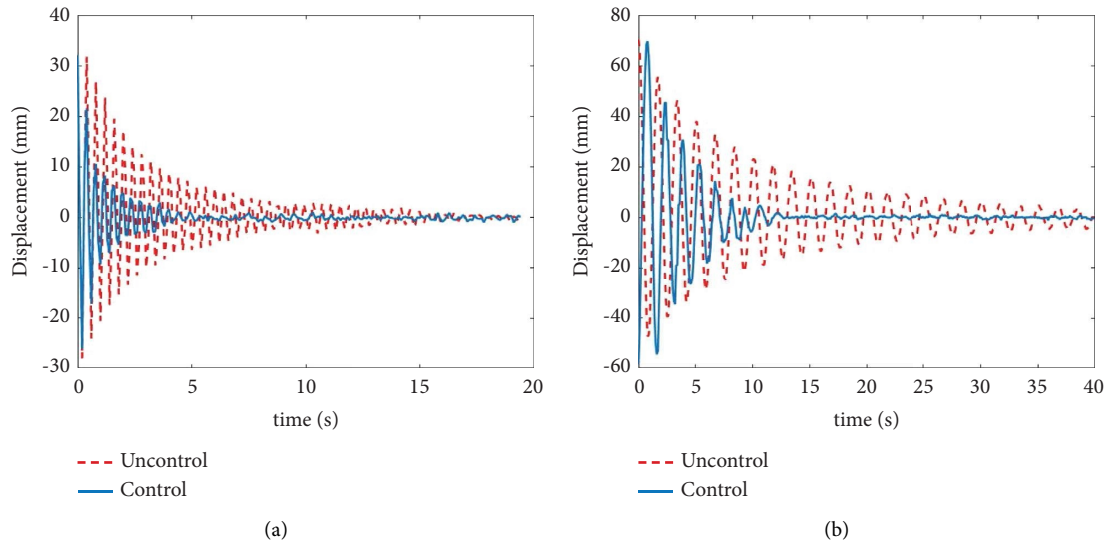 40
30
20
10
0
-10
-20
-30
Displacement (mm)
0 5 10 15 20
time (s)
Uncontrol
Control
(a)
80
60
40
20
0
-20
-40
-60
Displacement (mm)
0 5 10 15 20 25 30 35 40
time (s)
Uncontrol
Control
(b)